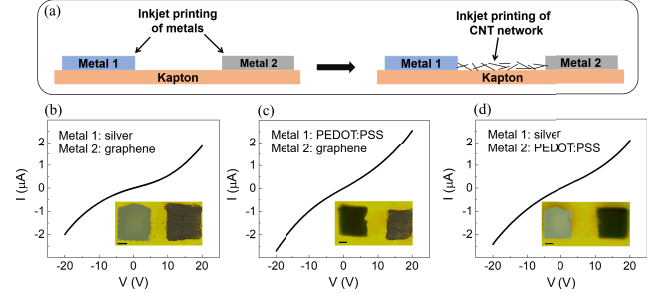 (a)
Inkjet printing
of metals
Metal 1
Metal 2
Kapton
Inkjet printing of
CNT network
Metal 1
Metal 2
Kapton
(b)
Metal 1: silver
Metal 2: graphene
I (µA)
2
1
0
-1
-2
-20
-10
0
10
20
V (V)
(c)
Metal 1: PEDOT:PSS
Metal 2: graphene
I (µA)
2
1
0
-1
-2
-20
-10
0
10
20
V (V)
(d)
Metal 1: silver
Metal 2: PEDOT:PSS
I (µA)
2
1
0
-1
-2
-20
-10
0
10
20
V (V)